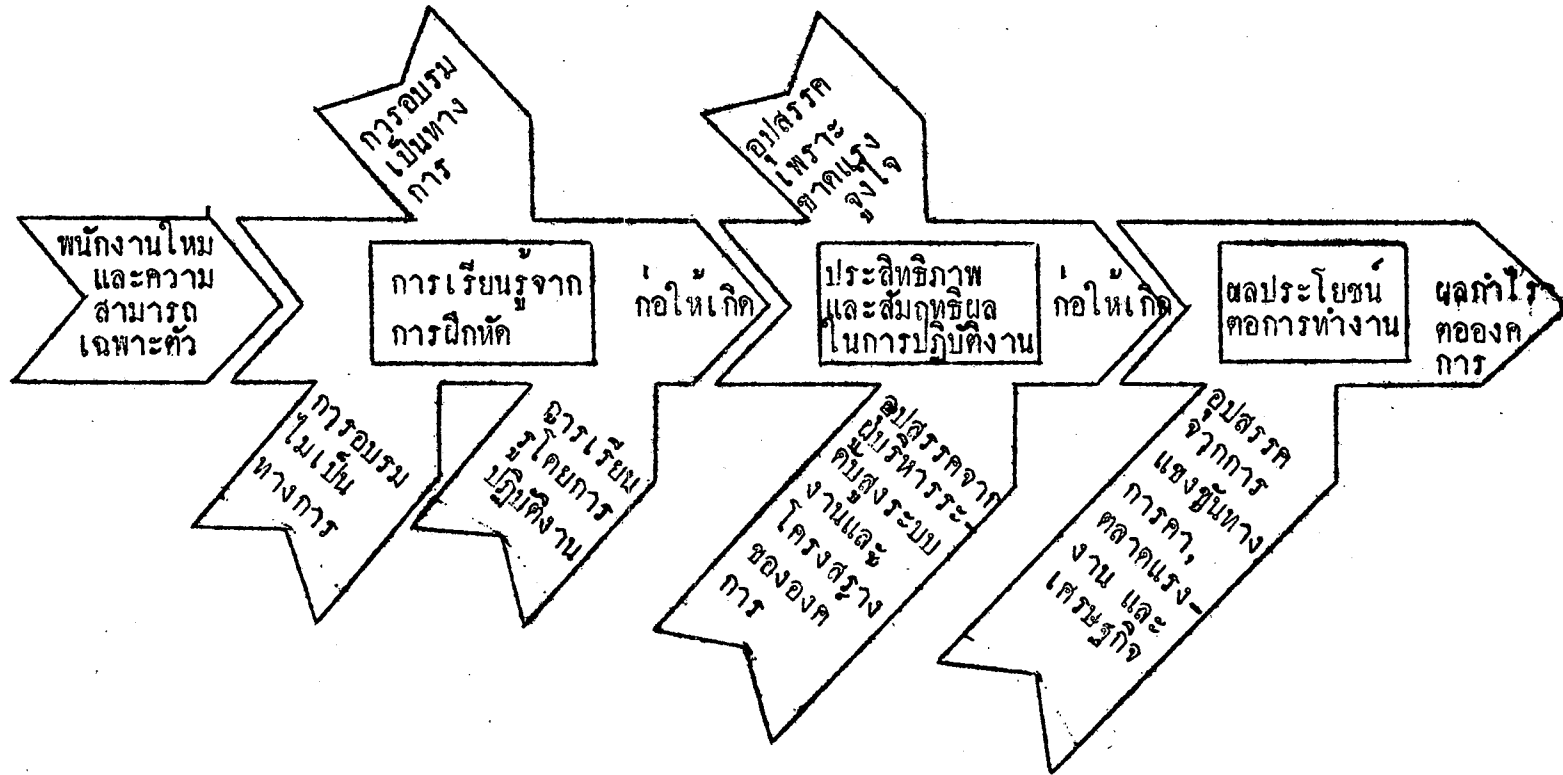 การอบรม
เป็นทาง
การ
อุปสรรค
เพราะ
ขาดแรง
จูงใจ
พนักงานใหม่
และความ
สามารถ
เฉพาะตัว
การเรียนรู้จาก
การฝึกหัด
ก่อให้เกิด
ประสิทธิภาพ
และสัมฤทธิผล
ในการปฏิบัติงาน
ก่อให้เกิด
ผลประโยชน์
ตอการทำงาน
ผลกำไร
ตอองค
การ
การอบรม
ไมเป็น
ทางการ
การเรียน
รูโดยการ
ปฏิบัติงาน
อุปสรรคจาก
ผู้บริหารระ-
ดับสูงระบบ
งานและ
โครงสราง
ขององค
การ
อุปสรรค
จากการ
แขงขันทาง
การคา,
ตลาดแรง-
งาน และ
เศรษฐกิจ